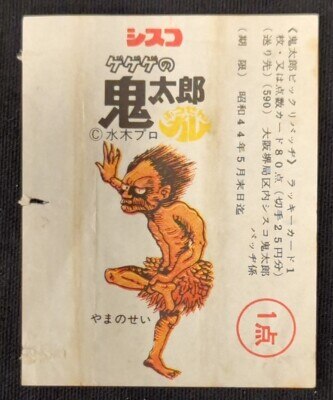 シスコ
ゲゲゲの
鬼太郎
Ⓒ水木プロ
やまのせい
《鬼太郎ビックリバッヂ》 ラッキーカード1
枚・又は点数カード80点(切手25円分)
(送り先)(590) 大阪堺局区内シスコ鬼太郎
バッヂ係
(期 限) 昭和44年5月末日迄
1点